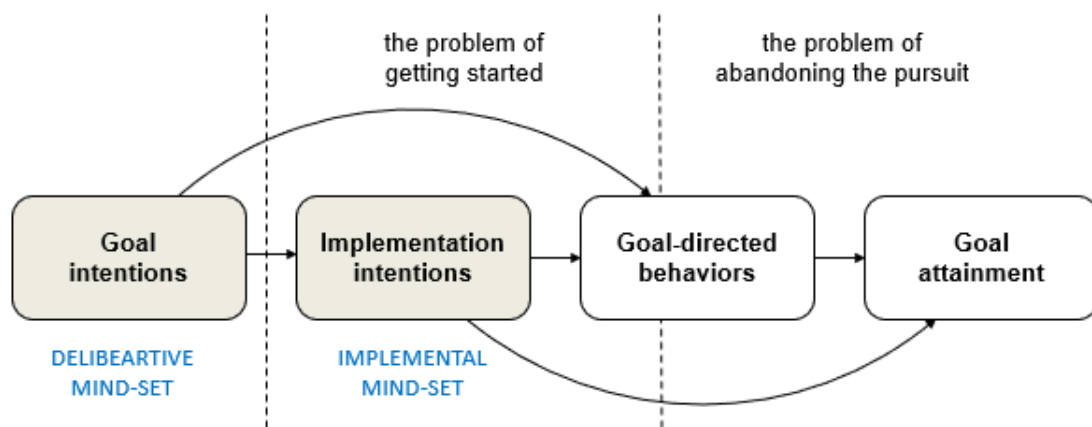 the problem of
getting started
the problem of
abandoning the pursuit
Goal
intentions
Implementation
intentions
Goal-directed
behaviors
Goal
attainment
DELIBEARTIVE
MIND-SET
IMPLEMENTAL
MIND-SET